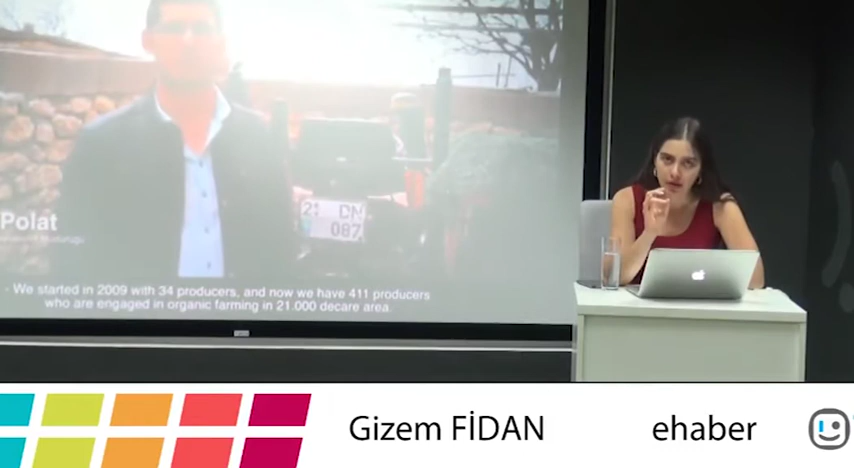 Polat
21 DN
087
- We started in 2009 with 34 producers, and now we have 411 producers
who are engaged in organic farming in 21.000 decare area.
Gizem FİDAN
ehaber